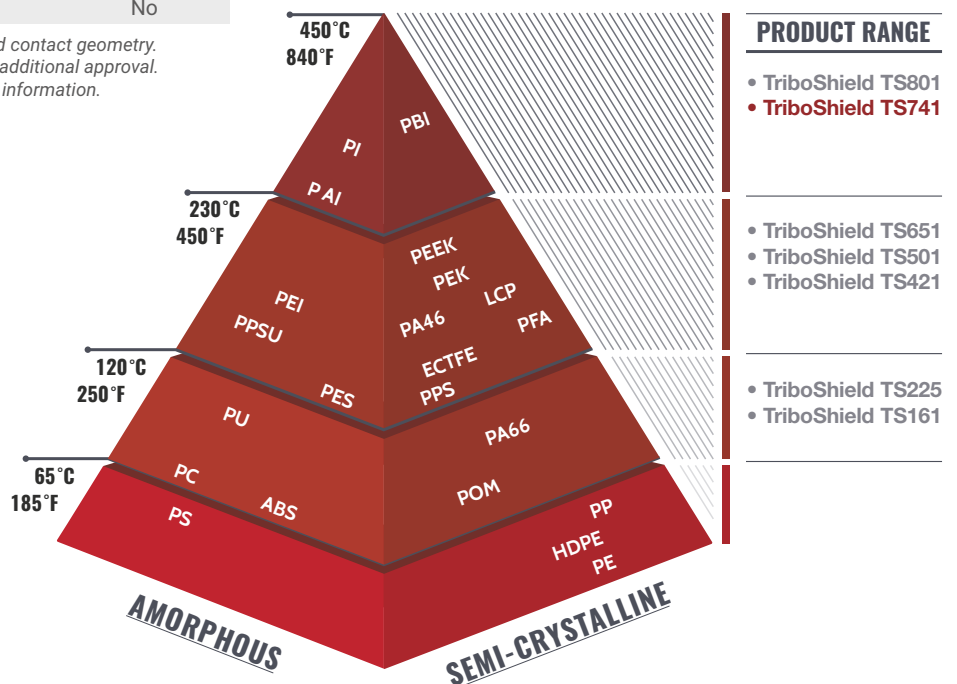 No
d contact geometry.
additional approval.
information.
450°C
840°F
PBI
PI
PAI
230°C
450°F
PEEK
PEK
LCP
PEI
PA46
PFA
PPSU
ECTFE
PES
PPS
120°C
250°F
PU
PA66
PC
POM
ABS
65°C
185°F
PS
PP
HDPE
PE
AMORPHOUS
SEMI-CRYSTALLINE
PRODUCT RANGE
• TriboShield TS801
• TriboShield TS741
• TriboShield TS651
• TriboShield TS501
• TriboShield TS421
• TriboShield TS225
• TriboShield TS161